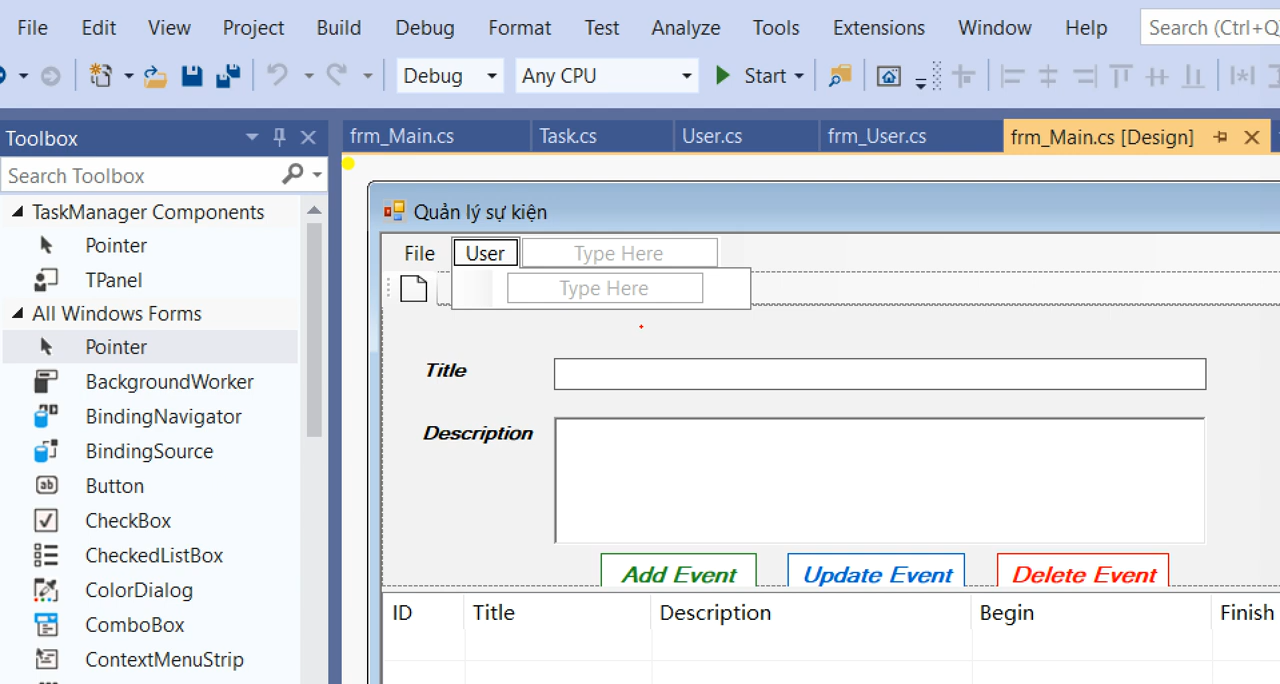 File Edit View Project Build Debug Format Test Analyze Tools Extensions Window Help Search (Ctrl+Q
Debug Any CPU Start
Toolbox
frm_Main.cs Task.cs User.cs frm_User.cs frm_Main.cs [Design]
Search Toolbox
TaskManager Components
Pointer
TPanel
All Windows Forms
Pointer
BackgroundWorker
BindingNavigator
BindingSource
Button
CheckBox
CheckedListBox
ColorDialog
ComboBox
ContextMenuStrip
Quản lý sự kiện
File User Type Here
Type Here
Title
Description
Add Event Update Event Delete Event
ID Title Description Begin Finish